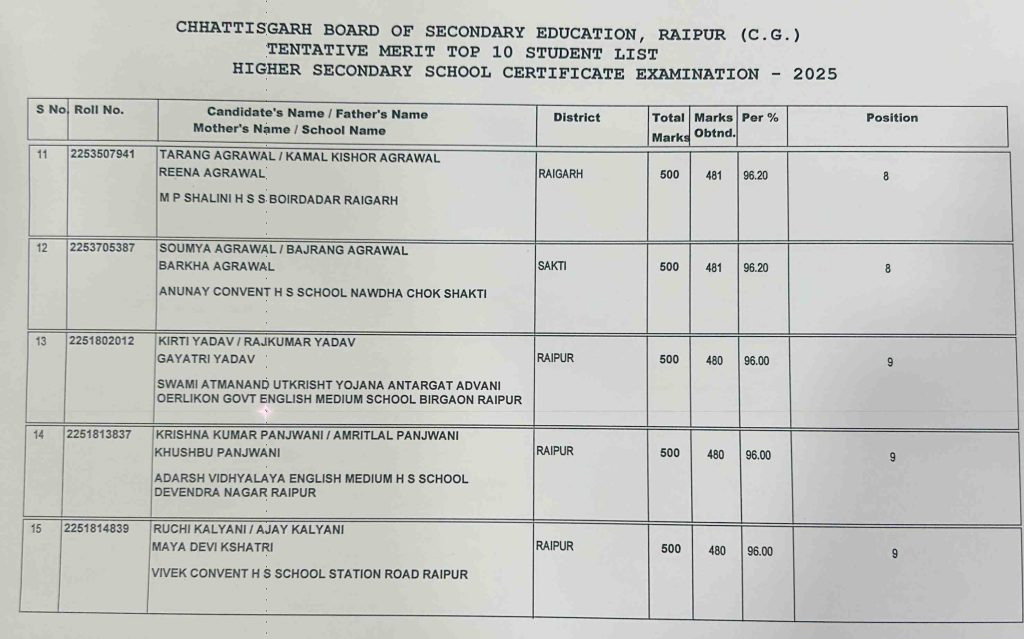 CHHATTISGARH BOARD OF SECONDARY EDUCATION, RAIPUR (C.G.)
TENTATIVE MERIT TOP 10 STUDENT LIST
HIGHER SECONDARY SCHOOL CERTIFICATE EXAMINATION - 2025
S No. Roll No. Candidate's Name / Father's Name Mother's Name / School Name District Total Marks Marks Obtnd. Per % Position
11 2253507941 TARANG AGRAWAL / KAMAL KISHOR AGRAWAL
REENA AGRAWAL RAIGARH 500 481 96.20 8
M P SHALINI H S S BOIRDADAR RAIGARH
12 2253705387 SOUMYA AGRAWAL / BAJRANG AGRAWAL
BARKHA AGRAWAL SAKTI 500 481 96.20 8
ANUNAY CONVENT H S SCHOOL NAWDHA CHOK SHAKTI
13 2251802012 KIRTI YADAV / RAJKUMAR YADAV
GAYATRI YADAV RAIPUR 500 480 96.00 9
SWAMI ATMANAND UTKRISHT YOJANA ANTARGAT ADVANI
OERLIKON GOVT ENGLISH MEDIUM SCHOOL BIRGAON RAIPUR
14 2251813837 KRISHNA KUMAR PANJWANI / AMRITLAL PANJWANI
KHUSHBU PANJWANI RAIPUR 500 480 96.00 9
ADARSH VIDHYALAYA ENGLISH MEDIUM H S SCHOOL
DEVENDRA NAGAR RAIPUR
15 2251814839 RUCHI KALYANI / AJAY KALYANI
MAYA DEVI KSHATRI RAIPUR 500 480 96.00 9
VIVEK CONVENT H S SCHOOL STATION ROAD RAIPUR